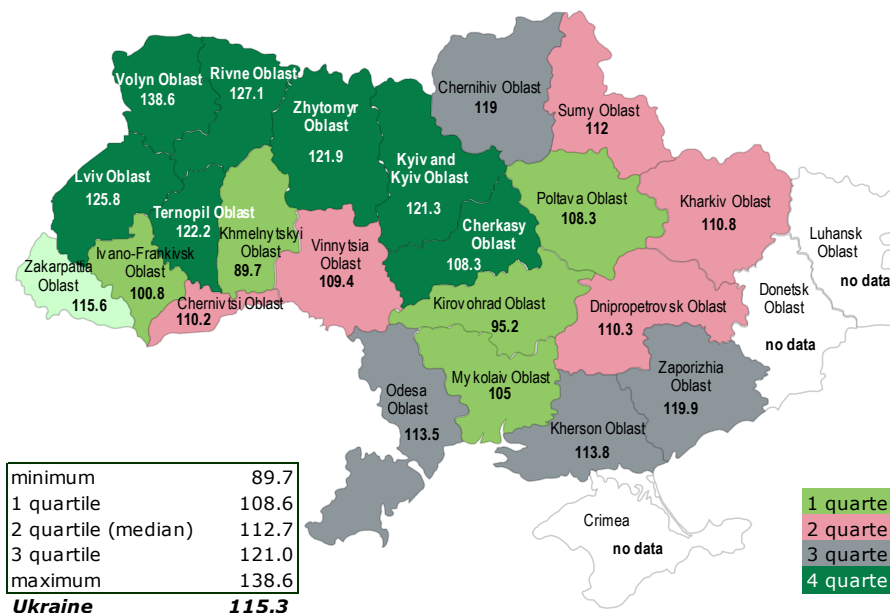 Volyn Oblast
138.6
Rivne Oblast
127.1
Zhytomyr
Oblast
121.9
Kyiv and
Kyiv Oblast
121.3
Chernihiv Oblast
119
Sumy Oblast
112
Lviv Oblast
125.8
Ternopil Oblast
122.2
Khmelnytskyi
Oblast
89.7
Vinnytsia
Oblast
109.4
Cherkasy
Oblast
108.3
Poltava Oblast
108.3
Kharkiv Oblast
110.8
Luhansk
Oblast
no data
Zakarpattia
Oblast
115.6
Ivano-Frankivsk
Oblast
100.8
Chernivtsi Oblast
110.2
Kirovohrad Oblast
95.2
Dnipropetrovsk Oblast
110.3
Donetsk
Oblast
no data
Odesa
Oblast
113.5
Mykolaiv Oblast
105
Kherson Oblast
113.8
Zaporizhia
Oblast
119.9
Crimea
no data
minimum 89.7
1 quartile 108.6
2 quartile (median) 112.7
3 quartile 121.0
maximum 138.6
Ukraine 115.3
1 quarte
2 quarte
3 quarte
4 quarte